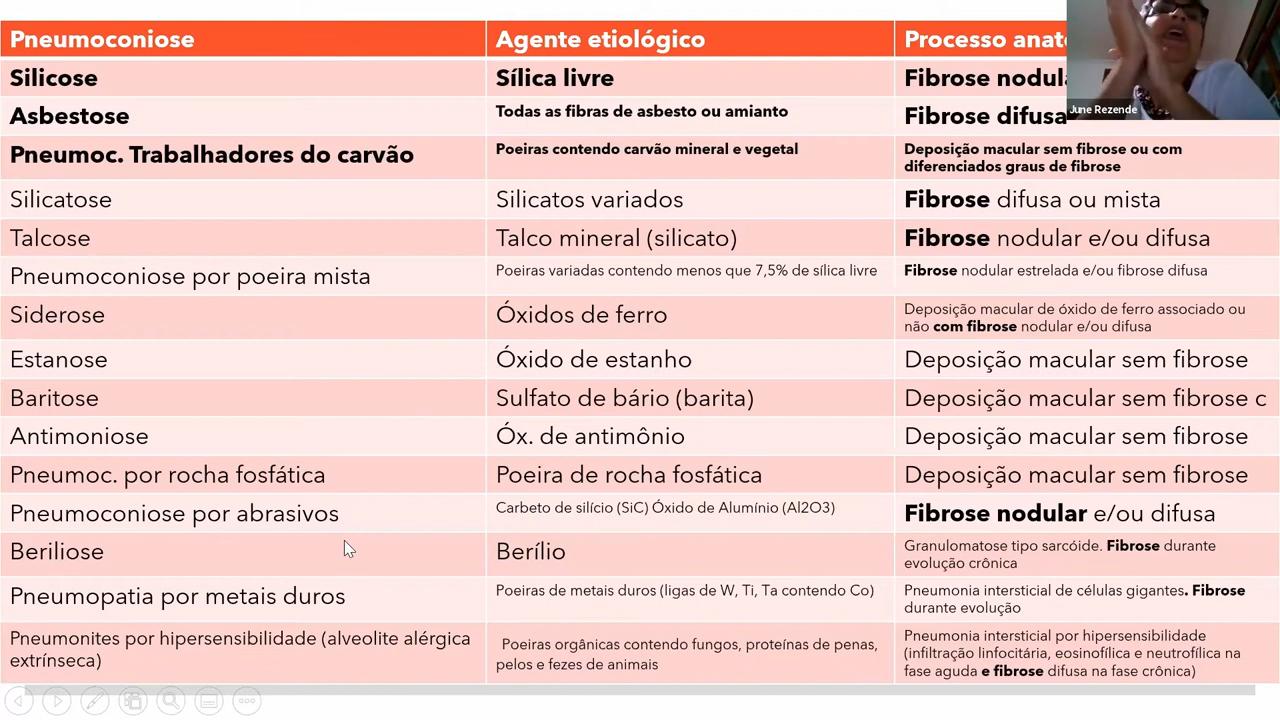 Pneumoconiose
Agente etiológico
Processo
June Rezende
Silicose
Sílica livre
Fibrose
Asbestose
Todas as fibras de asbesto ou amianto
Fibrose difusa
Pneumoc. Trabalhadores do carvão
Poeiras contendo carvão mineral e vegetal
Deposição macular sem fibrose ou com
diferenciados graus de fibrose
Silicatose
Silicatos variados
Fibrose difusa ou mista
Talcose
Talco mineral (silicato)
Fibrose nodular e/ou difusa
Pneumoconiose por poeira mista
Poeiras variadas contendo menos que 7,5% de sílica livre
Fibrose nodular estrelada e/ou fibrose difusa
Siderose
Óxidos de ferro
Deposição macular de óxido de ferro associado ou
não com fibrose nodular e/ou difusa
Estanose
Óxido de estanho
Deposição macular sem fibrose
Baritose
Sulfato de bário (barita)
Deposição macular sem fibrose c
Antimoniose
Óx. de antimônio
Deposição macular sem fibrose
Pneumoc. por rocha fosfática
Poeira de rocha fosfática
Deposição macular sem fibrose
Pneumoconiose por abrasivos
Carbeto de silício (SiC) Óxido de Alumínio (Al2O3)
Fibrose nodular e/ou difusa
Beriliose
Berílio
Granulomatose tipo sarcóide. Fibrose durante
evolução crônica
Pneumopatia por metais duros
Poeiras de metais duros (ligas de W, Ti, Ta contendo Co)
Pneumonia intersticial de células gigantes. Fibrose
durante evolução
Pneumonites por hipersensibilidade (alveolite alérgica
extrínseca)
Poeiras orgânicas contendo fungos, proteínas de penas,
pelos e fezes de animais
Pneumonia intersticial por hipersensibilidade
(infiltração linfocitária, eosinofílica e neutrofílica na
fase aguda e fibrose difusa na fase crônica)